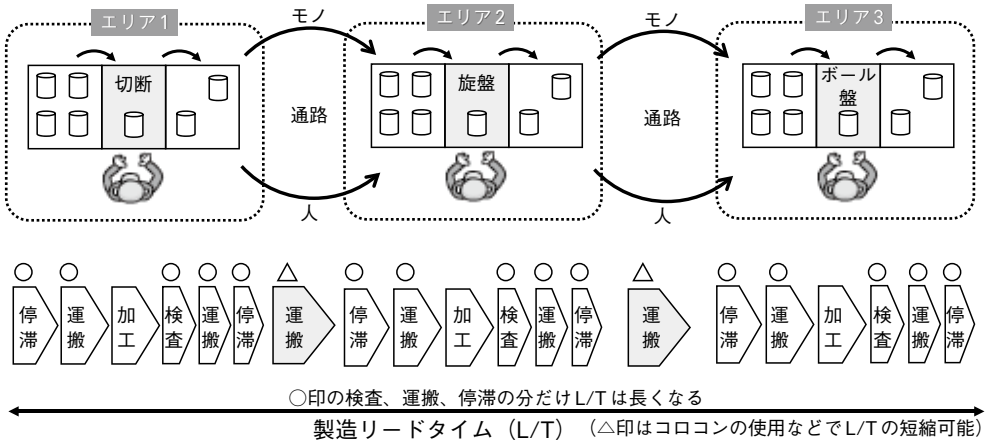 エリア1
モノ
エリア2
モノ
エリア3
切断
通路
旋盤
通路
ボール
盤
人
人
○ ○ ○ ○ ○ △ ○ ○ ○ ○ ○ △ ○ ○ ○ ○ ○
停滞 運搬 加工 検査 運搬 停滞 運搬 停滞 運搬 加工 検査 運搬 停滞 運搬 停滞 運搬 加工 検査 運搬 停滞
○印の検査、運搬、停滞の分だけL/Tは長くなる
製造リードタイム(L/T) (△印はコロコンの使用などでL/Tの短縮可能)